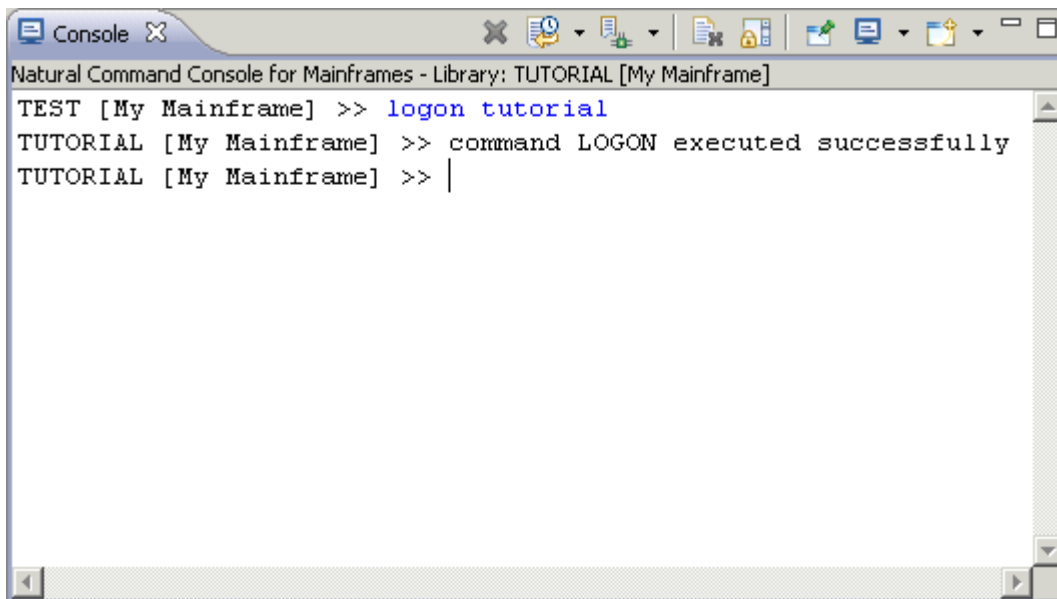 Console
Natural Command Console for Mainframes - Library: TUTORIAL [My Mainframe]
TEST [My Mainframe] >> logon tutorial
TUTORIAL [My Mainframe] >> command LOGON executed successfully
TUTORIAL [My Mainframe] >>